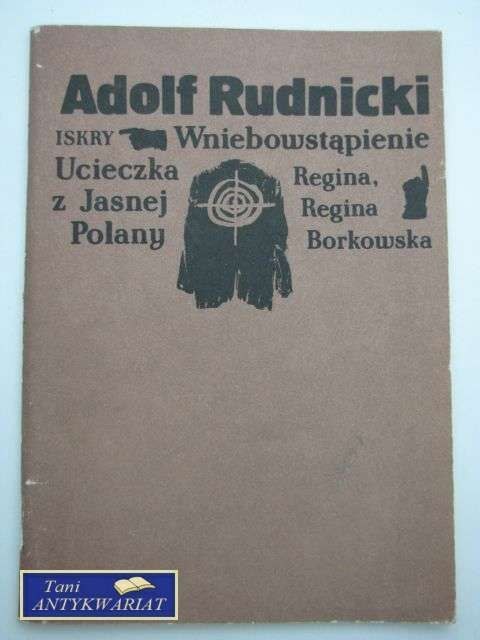 Adolf Rudnicki
ISKRY Wniebowstąpienie
Ucieczka
z Jasnej
Polany
Regina,
Regina
Borkowska
Tani
ANTYKWARIAT